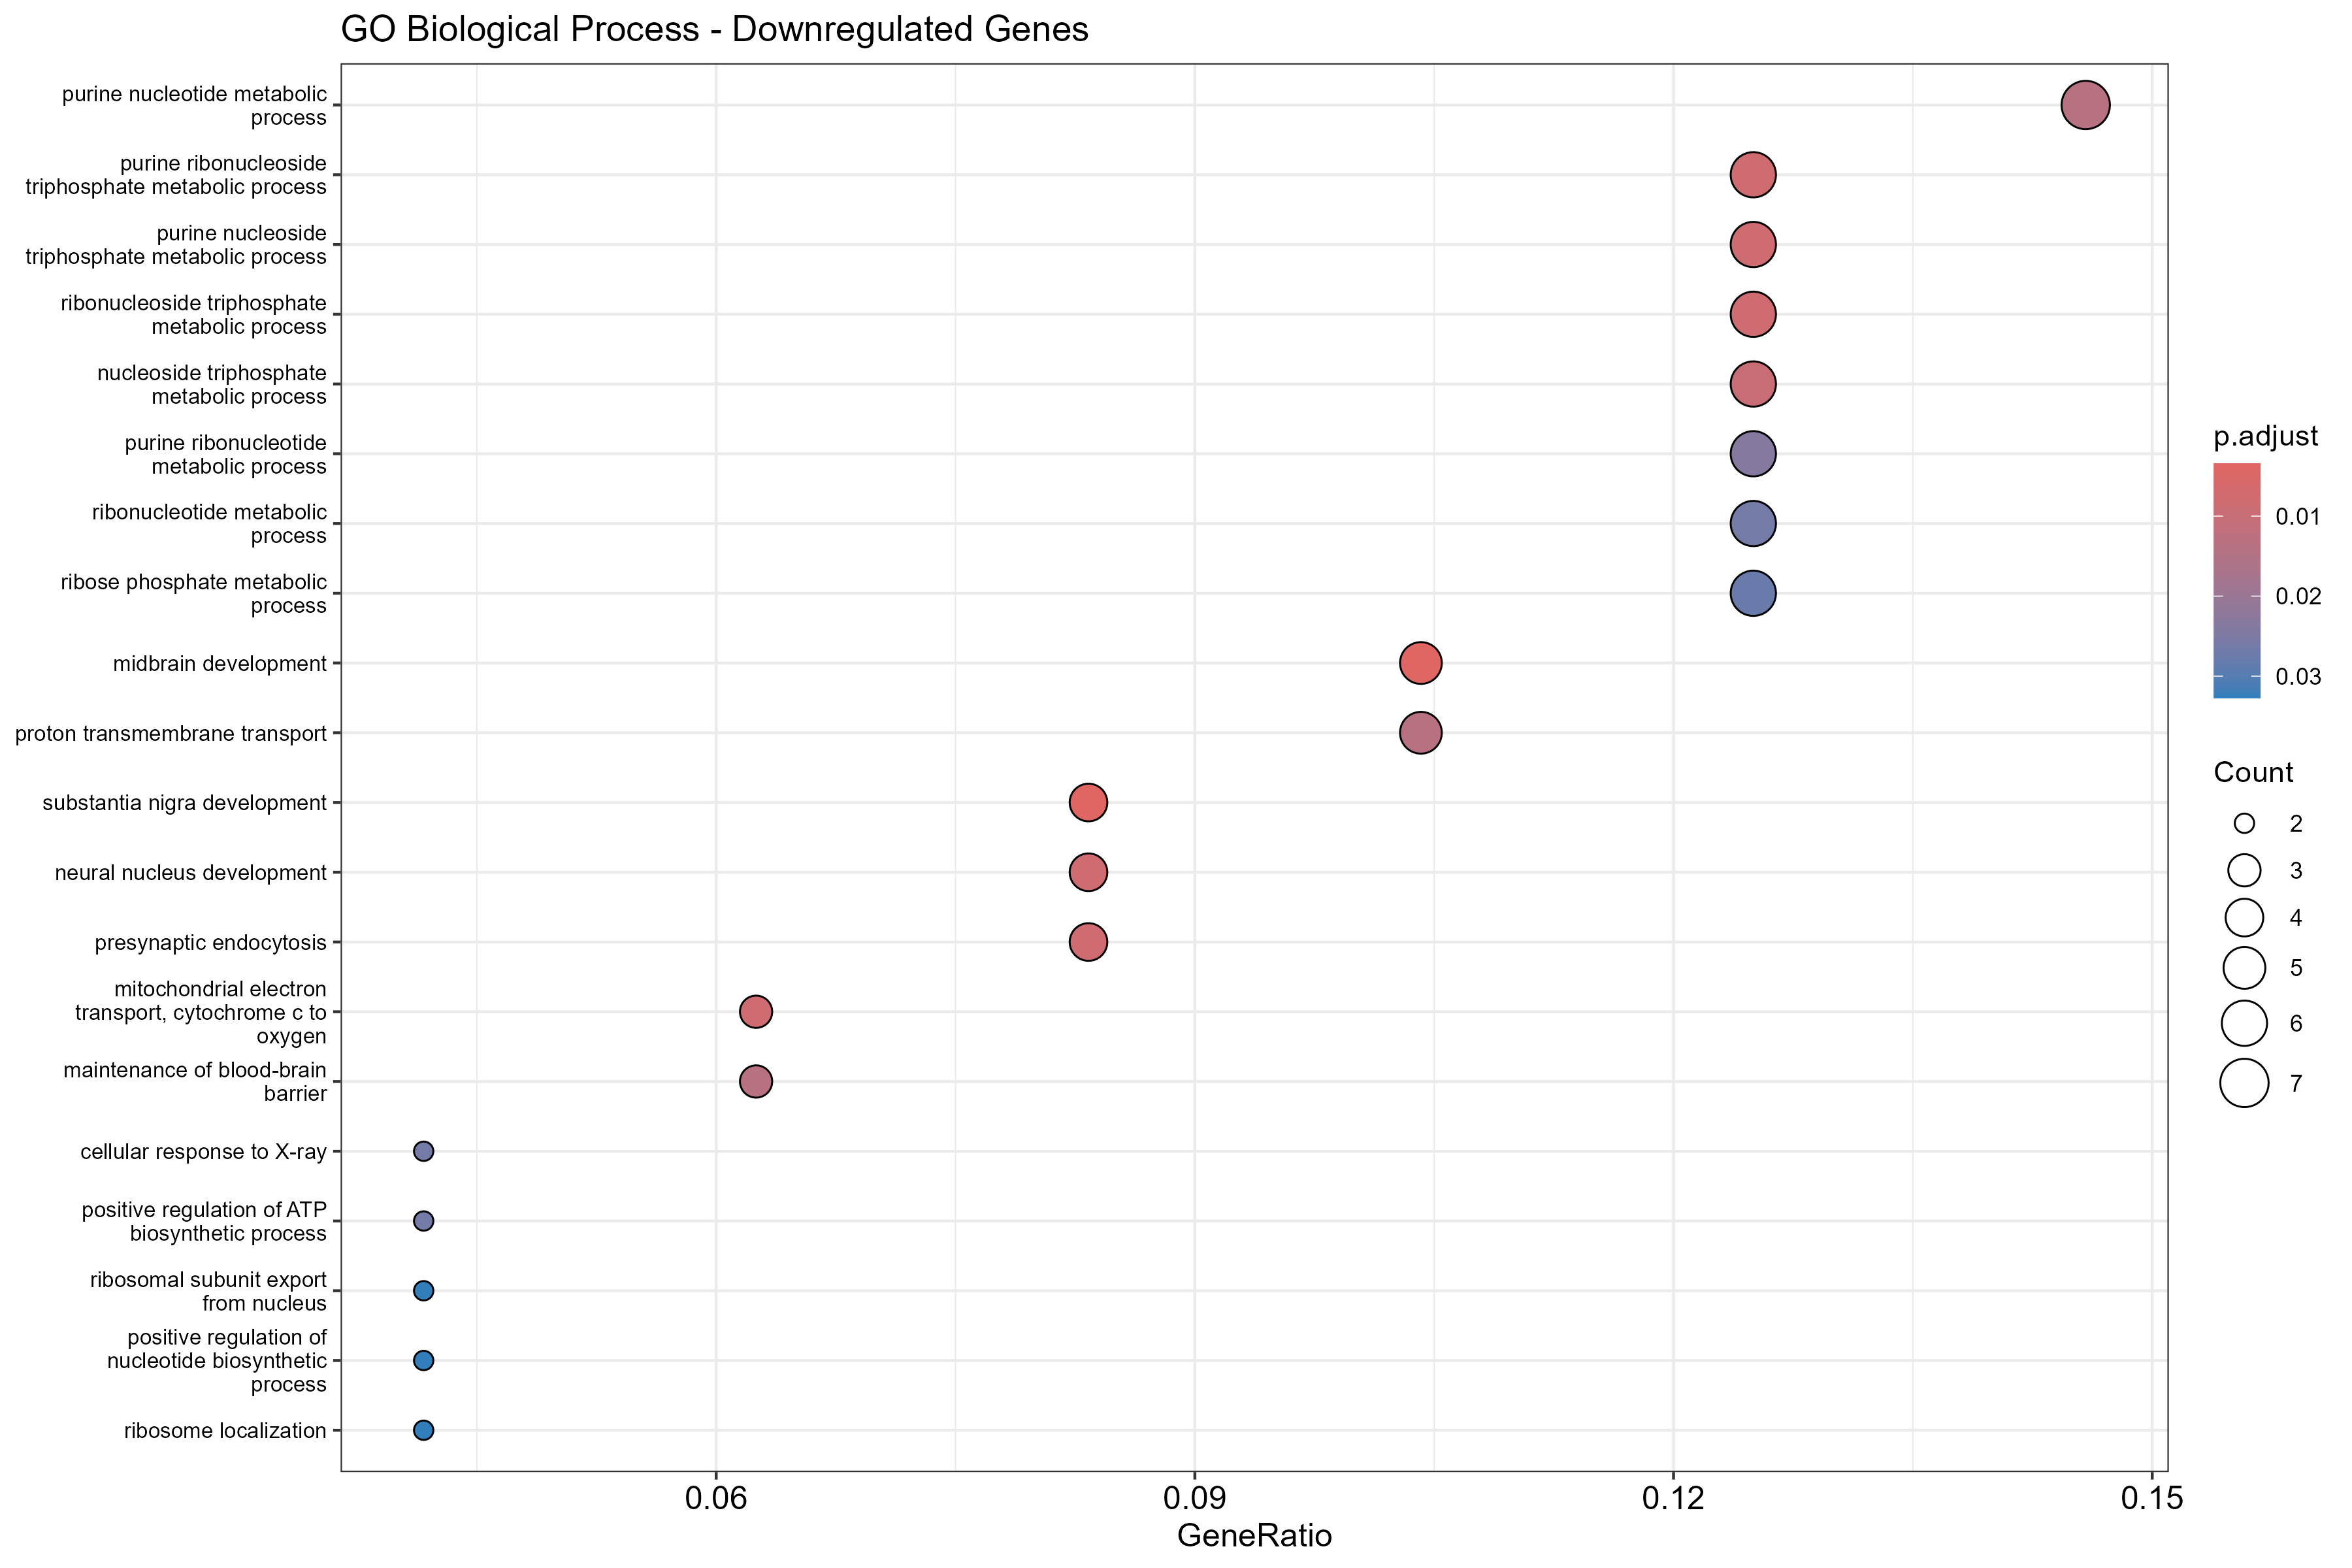 GO Biological Process - Downregulated Genes
purine nucleotide metabolic
process
purine ribonucleoside
triphosphate metabolic process
purine nucleoside
triphosphate metabolic process
ribonucleoside triphosphate
metabolic process
nucleoside triphosphate
metabolic process
purine ribonucleotide
metabolic process
ribonucleotide metabolic
process
ribose phosphate metabolic
process
midbrain development
proton transmembrane transport
substantia nigra development
neural nucleus development
presynaptic endocytosis
mitochondrial electron
transport, cytochrome c to
oxygen
maintenance of blood-brain
barrier
cellular response to X-ray
positive regulation of ATP
biosynthetic process
ribosomal subunit export
from nucleus
positive regulation of
nucleotide biosynthetic
process
ribosome localization
0.06
0.09
0.12
0.15
GeneRatio
p.adjust
0.01
0.02
0.03
Count
2
3
4
5
6
7